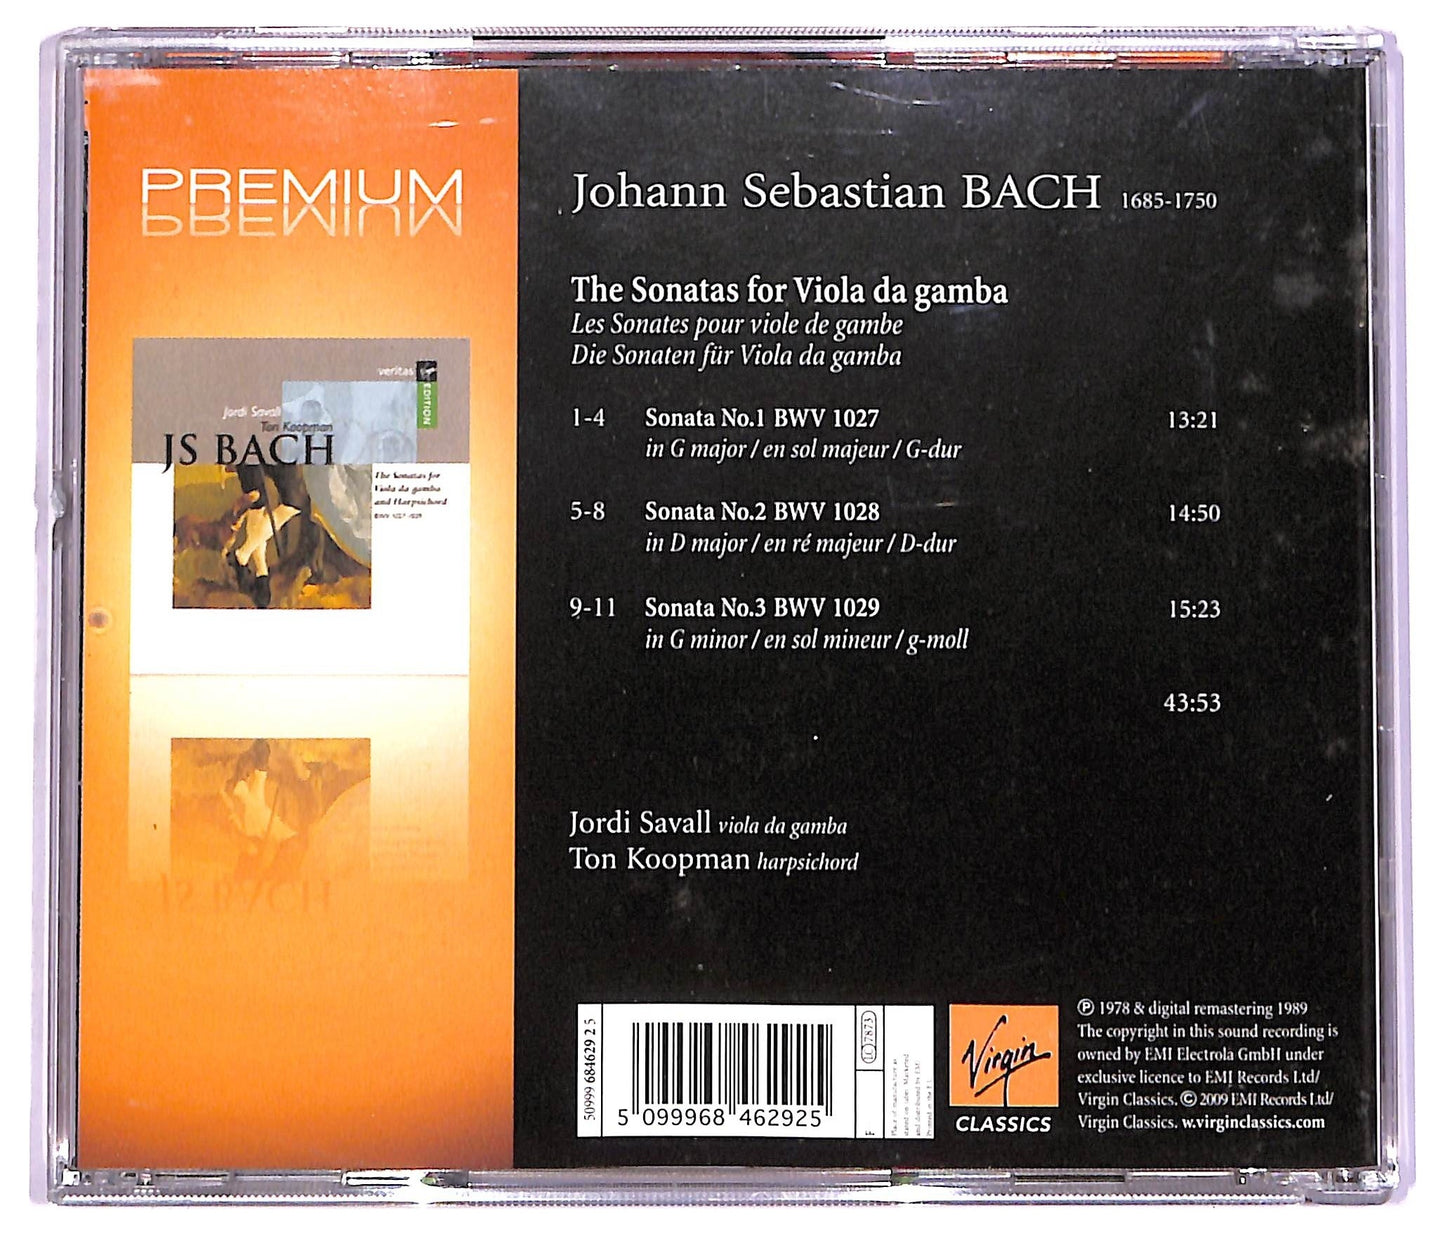 PREMIUM
veritas
EDITION
Jordi Savall
Ton Koopman
JS BACH
The Sonatas for
Viola da gamba
and Harpsichord
BWV 1027-1029
Johann Sebastian BACH 1685-1750
The Sonatas for Viola da gamba
Les Sonates pour viole de gambe
Die Sonaten für Viola da gamba
1-4 Sonata No.1 BWV 1027 13:21
in G major / en sol majeur / G-dur
5-8 Sonata No.2 BWV 1028 14:50
in D major / en ré majeur / D-dur
9-11 Sonata No.3 BWV 1029 15:23
in G minor / en sol mineur / g-moll
43:53
Jordi Savall viola da gamba
Ton Koopman harpsichord
50999 684629 2 5
5 099968 462925
LC 7873
F
Virgin
CLASSICS
℗ 1978 & digital remastering 1989
The copyright in this sound recording is
owned by EMI Electrola GmbH under
exclusive licence to EMI Records Ltd/
Virgin Classics. © 2009 EMI Records Ltd/
Virgin Classics. w.virginclassics.com